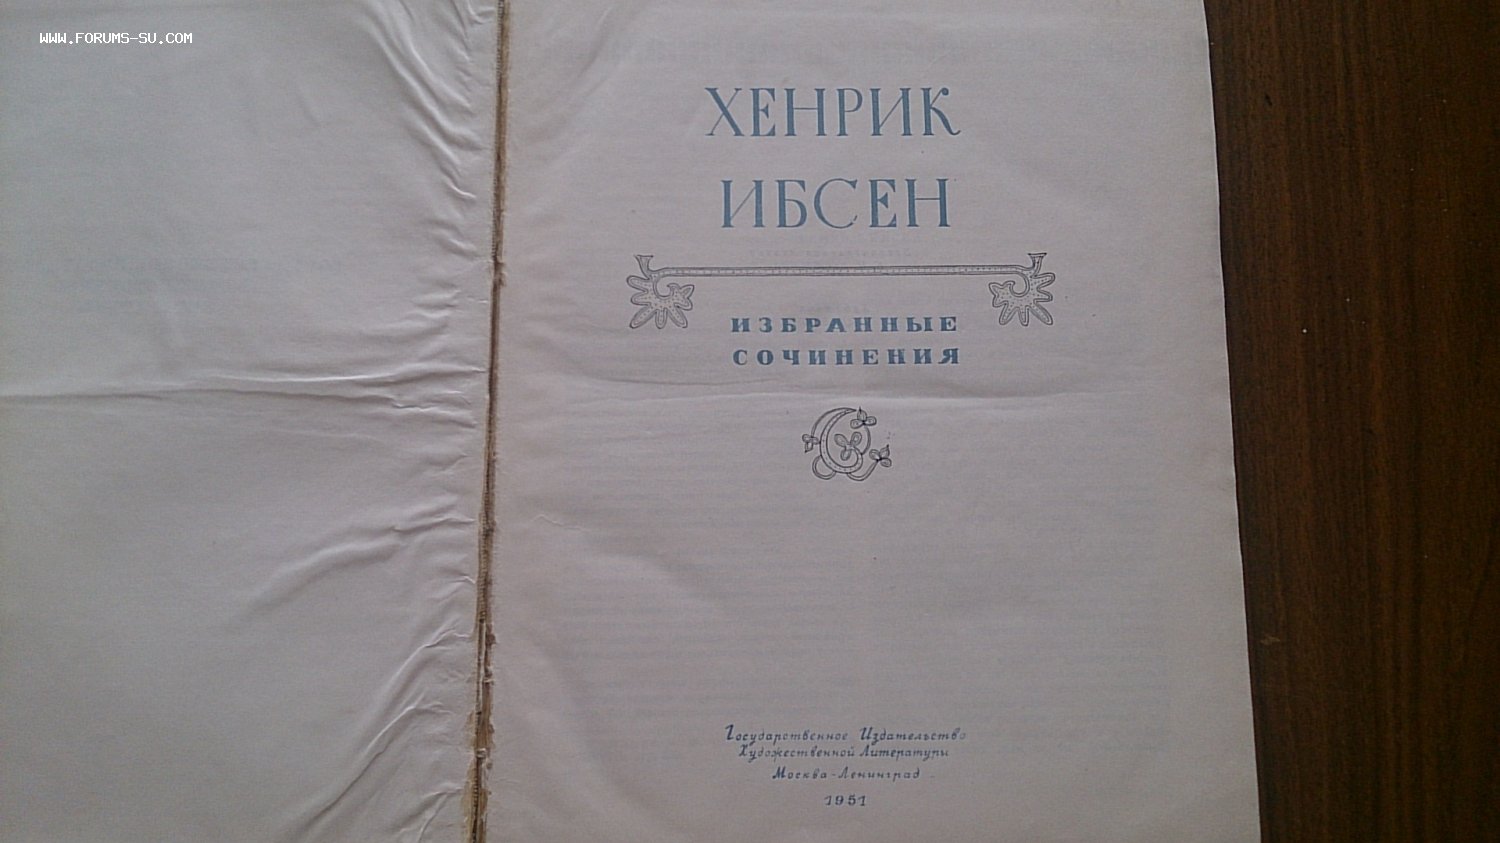 WWW.FORUMS-SU.COM
ХЕНРИК
ИБСЕН
ИЗБРАННЫЕ
СОЧИНЕНИЯ
Государственное Издательство
Художественной Литературы
Москва-Ленинград
1951